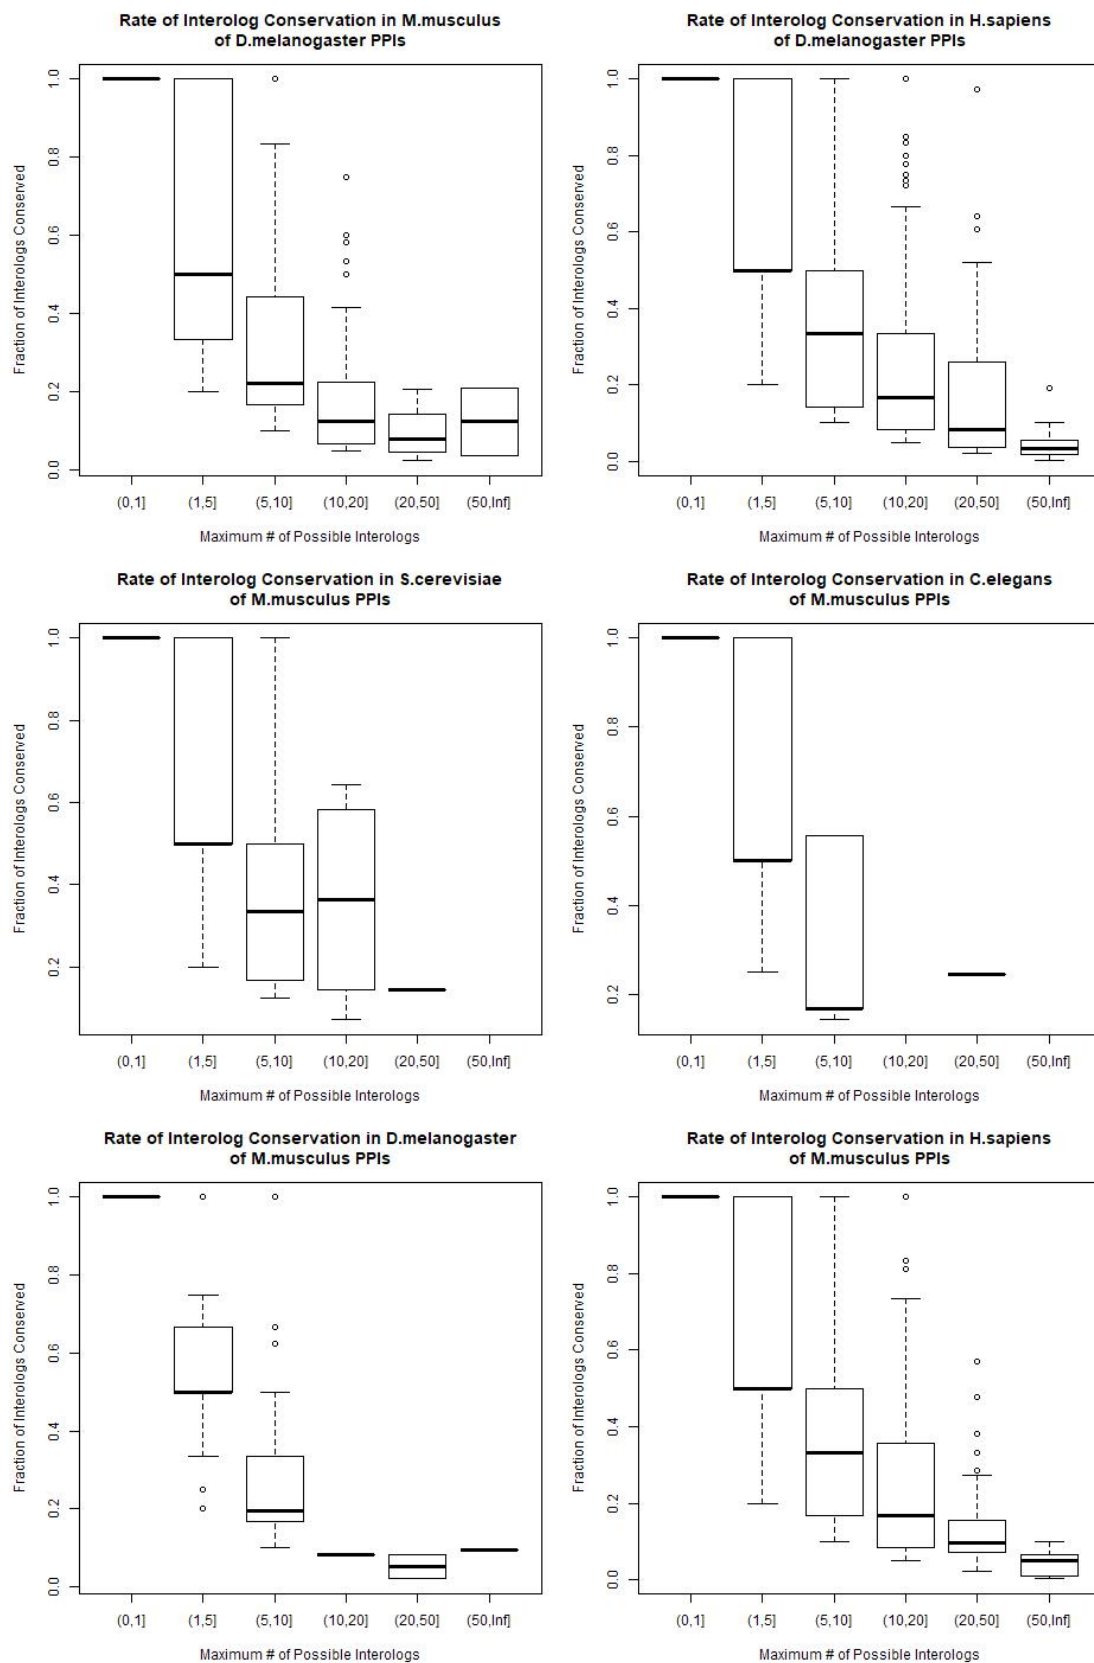 Rate of Interolog Conservation in M.musculus
of D.melanogaster PPIs
Fraction of Interologs Conserved
1.0
0.8
0.6
0.4
0.2
0.0
(0,1] (1,5] (5,10] (10,20] (20,50] (50,Inf]
Maximum # of Possible Interologs
Rate of Interolog Conservation in H.sapiens
of D.melanogaster PPIs
Fraction of Interologs Conserved
1.0
0.8
0.6
0.4
0.2
0.0
(0,1] (1,5] (5,10] (10,20] (20,50] (50,Inf]
Maximum # of Possible Interologs
Rate of Interolog Conservation in S.cerevisiae
of M.musculus PPIs
Fraction of Interologs Conserved
1.0
0.8
0.6
0.4
0.2
(0,1] (1,5] (5,10] (10,20] (20,50] (50,Inf]
Maximum # of Possible Interologs
Rate of Interolog Conservation in C.elegans
of M.musculus PPIs
Fraction of Interologs Conserved
1.0
0.8
0.6
0.4
0.2
(0,1] (1,5] (5,10] (10,20] (20,50] (50,Inf]
Maximum # of Possible Interologs
Rate of Interolog Conservation in D.melanogaster
of M.musculus PPIs
Fraction of Interologs Conserved
1.0
0.8
0.6
0.4
0.2
0.0
(0,1] (1,5] (5,10] (10,20] (20,50] (50,Inf]
Maximum # of Possible Interologs
Rate of Interolog Conservation in H.sapiens
of M.musculus PPIs
Fraction of Interologs Conserved
1.0
0.8
0.6
0.4
0.2
0.0
(0,1] (1,5] (5,10] (10,20] (20,50] (50,Inf]
Maximum # of Possible Interologs